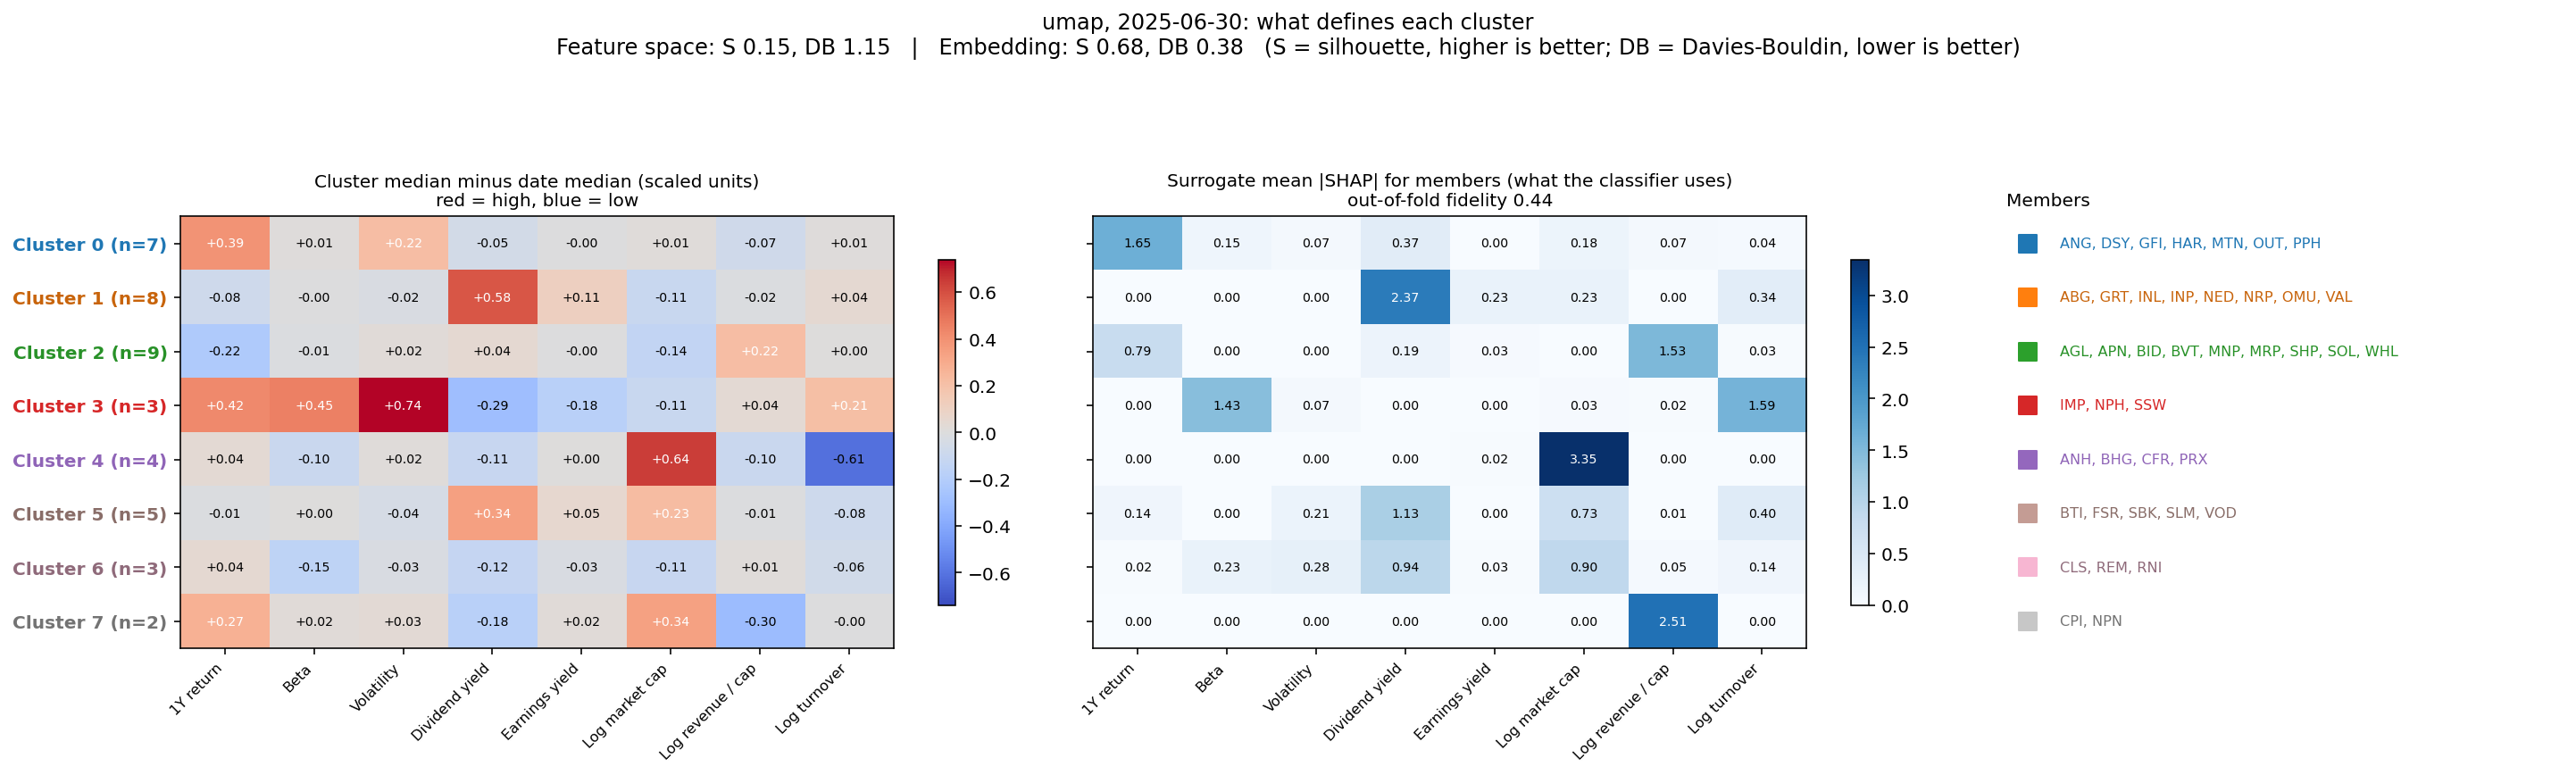 umap, 2025-06-30: what defines each cluster
Feature space: S 0.15, DB 1.15 | Embedding: S 0.68, DB 0.38 (S = silhouette, higher is better; DB = Davies-Bouldin, lower is better)
Cluster median minus date median (scaled units)
red = high, blue = low
Cluster 0 (n=7) +0.39 +0.01 +0.22 -0.05 -0.00 +0.01 -0.07 +0.01
Cluster 1 (n=8) -0.08 -0.00 -0.02 +0.58 +0.11 -0.11 -0.02 +0.04
Cluster 2 (n=9) -0.22 -0.01 +0.02 +0.04 -0.00 -0.14 +0.22 +0.00
Cluster 3 (n=3) +0.42 +0.45 +0.74 -0.29 -0.18 -0.11 +0.04 +0.21
Cluster 4 (n=4) +0.04 -0.10 +0.02 -0.11 +0.00 +0.64 -0.10 -0.61
Cluster 5 (n=5) -0.01 +0.00 -0.04 +0.34 +0.05 +0.23 -0.01 -0.08
Cluster 6 (n=3) +0.04 -0.15 -0.03 -0.12 -0.03 -0.11 +0.01 -0.06
Cluster 7 (n=2) +0.27 +0.02 +0.03 -0.18 +0.02 +0.34 -0.30 -0.00
1Y return
Beta
Volatility
Dividend yield
Earnings yield
Log market cap
Log revenue / cap
Log turnover
0.6
0.4
0.2
0.0
−0.2
−0.4
−0.6
Surrogate mean |SHAP| for members (what the classifier uses)
out-of-fold fidelity 0.44
1.65 0.15 0.07 0.37 0.00 0.18 0.07 0.04
0.00 0.00 0.00 2.37 0.23 0.23 0.00 0.34
0.79 0.00 0.00 0.19 0.03 0.00 1.53 0.03
0.00 1.43 0.07 0.00 0.00 0.03 0.02 1.59
0.00 0.00 0.00 0.00 0.02 3.35 0.00 0.00
0.14 0.00 0.21 1.13 0.00 0.73 0.01 0.40
0.02 0.23 0.28 0.94 0.03 0.90 0.05 0.14
0.00 0.00 0.00 0.00 0.00 0.00 2.51 0.00
1Y return
Beta
Volatility
Dividend yield
Earnings yield
Log market cap
Log revenue / cap
Log turnover
3.0
2.5
2.0
1.5
1.0
0.5
0.0
Members
ANG, DSY, GFI, HAR, MTN, OUT, PPH
ABG, GRT, INL, INP, NED, NRP, OMU, VAL
AGL, APN, BID, BVT, MNP, MRP, SHP, SOL, WHL
IMP, NPH, SSW
ANH, BHG, CFR, PRX
BTI, FSR, SBK, SLM, VOD
CLS, REM, RNI
CPI, NPN